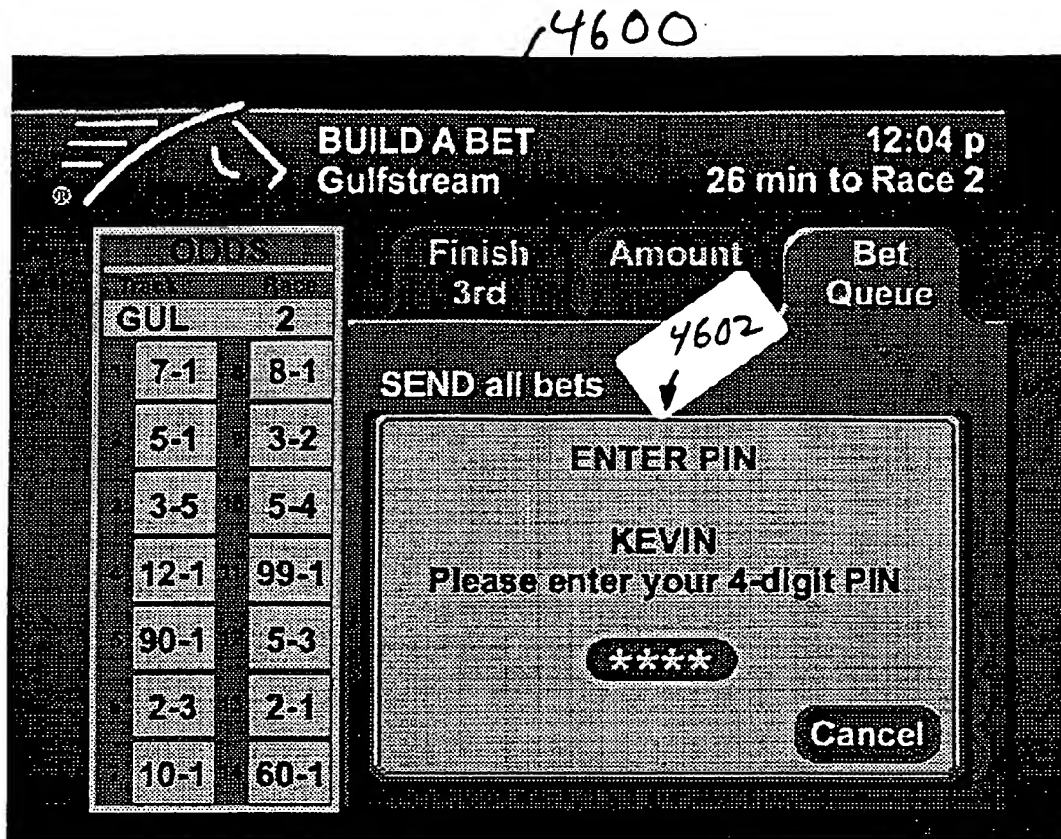 4600
BUILD A BET
12:04 p
Gulfstream
26 min to Race 2
®
ODDS
Track Race
GUL 2
7-1 8-1
5-1 3-2
3-5 5-4
12-1 99-1
90-1 5-3
2-3 2-1
10-1 60-1
Finish
3rd
Amount
Bet
Queue
4602
SEND all bets
ENTER PIN
KEVIN
Please enter your 4-digit PIN
****
Cancel